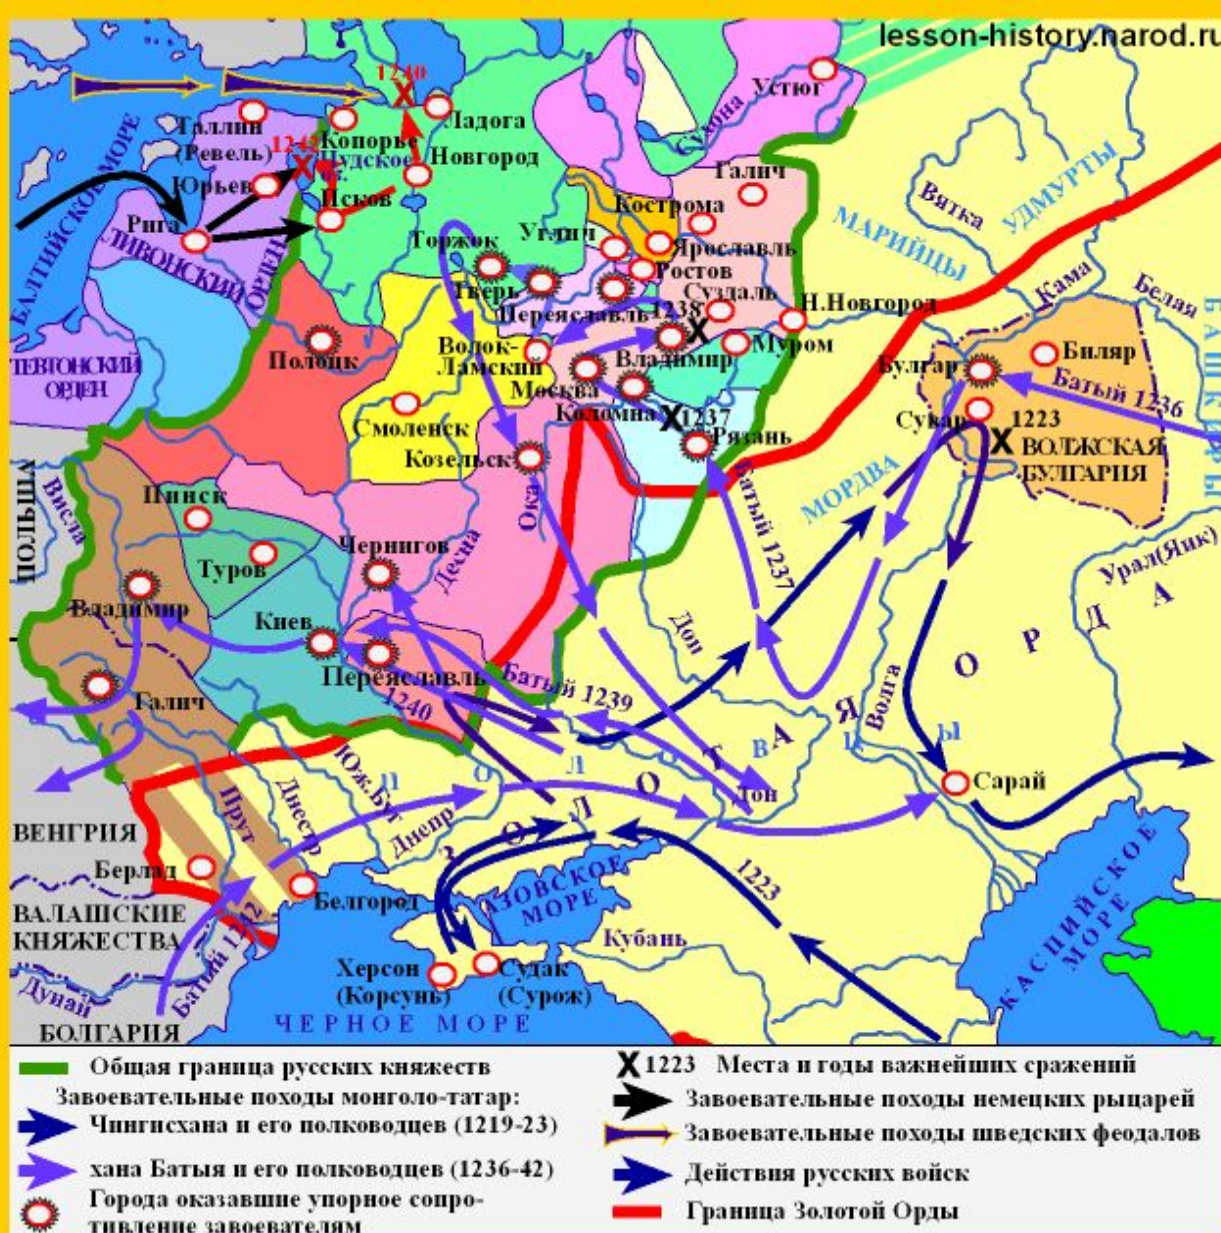 lesson-history.narod.ru
Устюг
Сухона
1240
Ладога
Таллин
(Ревель)
Копорье
1242
Чудское
оз.
Новгород
Юрьев
Псков
Рига
БАЛТИЙСКОЕ МОРЕ
ЛИВОНСКИЙ
ОРДЕН
ТЕВТОНСКИЙ
ОРДЕН
Галич
Кострома
Углич
Ярославль
Ростов
Суздаль
Торжок
Тверь
Переяславль
1238
Н.Новгород
Владимир
Муром
Волок-
Ламский
Москва
Коломна
1237
Рязань
Полоцк
Смоленск
Козельск
Вятка
УДМУРТЫ
МАРИЙЦЫ
Кама
Белая
БАШКИРЫ
Булгар
Биляр
Батый 1236
Сувар
1223
ВОЛЖСКАЯ
БУЛГАРИЯ
МОРДВА
Батый 1237
Урал(Яик)
ПОЛЬША
Висла
Пинск
Туров
Чернигов
Десна
Ока
Владимир
Киев
Переяславль
Галич
1240
Батый 1239
Дон
Волга
ЗОЛОТАЯ ОРДА
ПОЛОВЦЫ
Сарай
Дон
Юж.Буг
Днепр
Днестр
Прут
ВЕНГРИЯ
Берлад
Белгород
ВАЛАШСКИЕ
КНЯЖЕСТВА
Дунай
Батый 1242
БОЛГАРИЯ
АЗОВСКОЕ
МОРЕ
1223
Кубань
Херсон
(Корсунь)
Судак
(Сурож)
ЧЕРНОЕ МОРЕ
КАСПИЙСКОЕ
МОРЕ
Общая граница русских княжеств
Завоевательные походы монголо-татар:
Чингисхана и его полководцев (1219-23)
хана Батыя и его полководцев (1236-42)
Города оказавшие упорное сопро-
тивление завоевателям
X 1223 Места и годы важнейших сражений
Завоевательные походы немецких рыцарей
Завоевательные походы шведских феодалов
Действия русских войск
Граница Золотой Орды